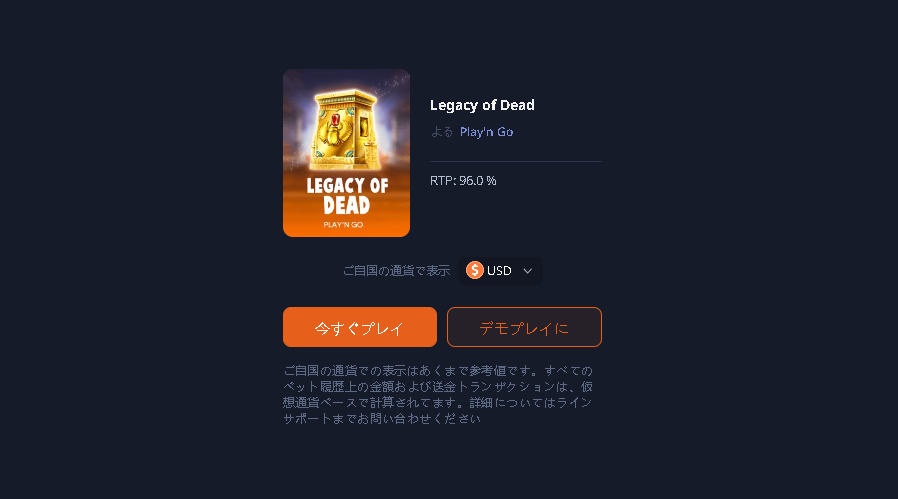 LEGACY OF
DEAD
PLAY'N GO
Legacy of Dead
よる Play'n Go
RTP: 96.0 %
ご自国の通貨で表示 $ USD
今すぐプレイ
デモプレイに
ご自国の通貨での表示はあくまで参考値です。すべての
ベット履歴上の金額および送金トランザクションは、仮
想通貨ベースで計算されてます。詳細についてはライン
サポートまでお問い合わせください